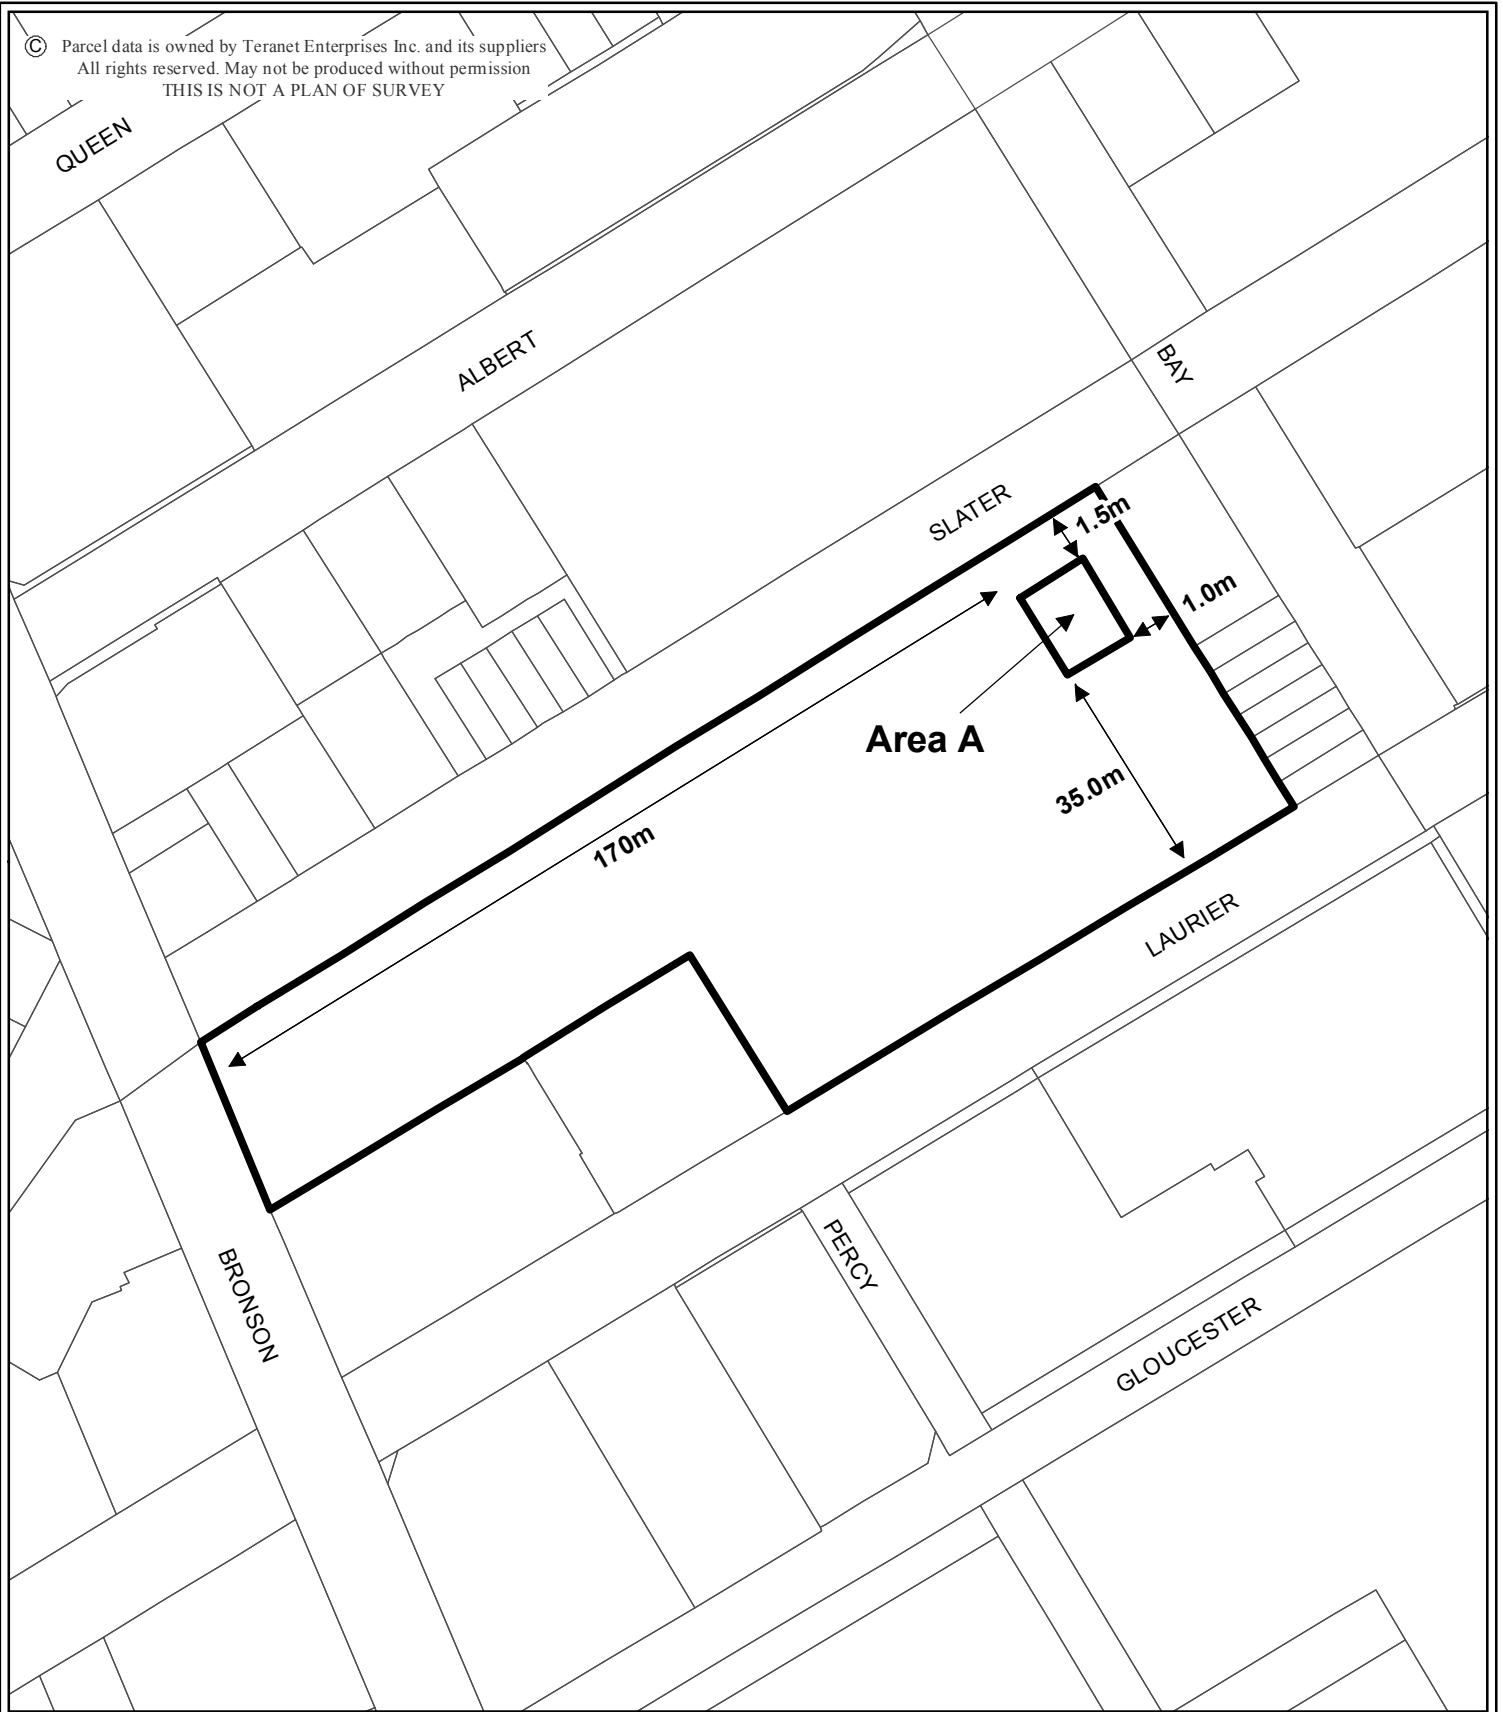 © Parcel data is owned by Teranet Enterprises Inc. and its suppliers
All rights reserved. May not be produced without permission
THIS IS NOT A PLAN OF SURVEY
QUEEN
ALBERT
BAY
SLATER
1.5m
1.0m
Area A
35.0m
170m
LAURIER
PERCY
BRONSON
GLOUCESTER